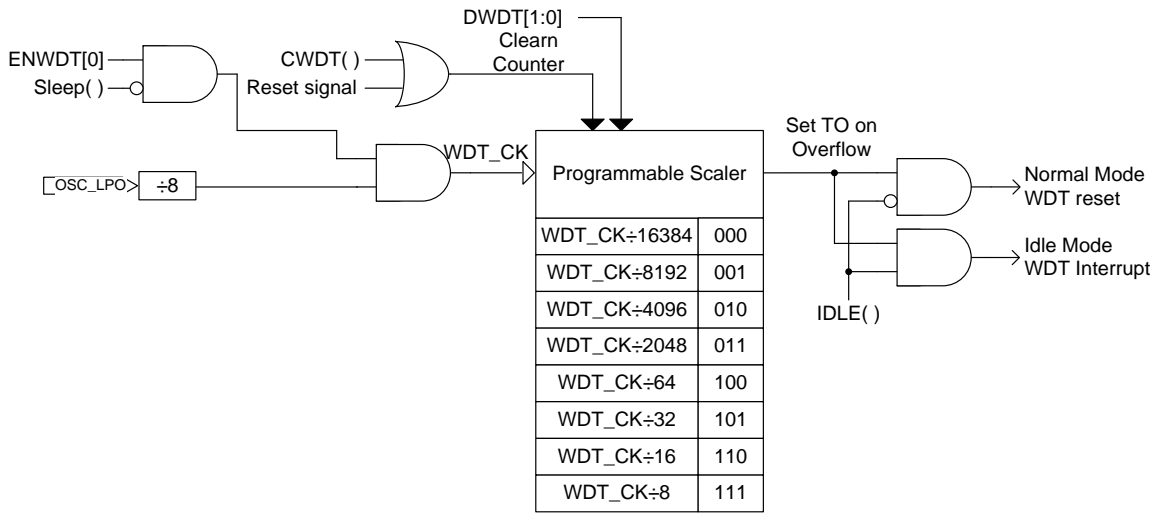 DWDT[1:0]
Clearn
Counter
ENWDT[0]
Sleep( )
CWDT( )
Reset signal
WDT_CK
OSC_LPO
÷8
Programmable Scaler
Set TO on
Overflow
Normal Mode
WDT reset
Idle Mode
WDT Interrupt
IDLE( )
WDT_CK÷16384 000
WDT_CK÷8192 001
WDT_CK÷4096 010
WDT_CK÷2048 011
WDT_CK÷64 100
WDT_CK÷32 101
WDT_CK÷16 110
WDT_CK÷8 111